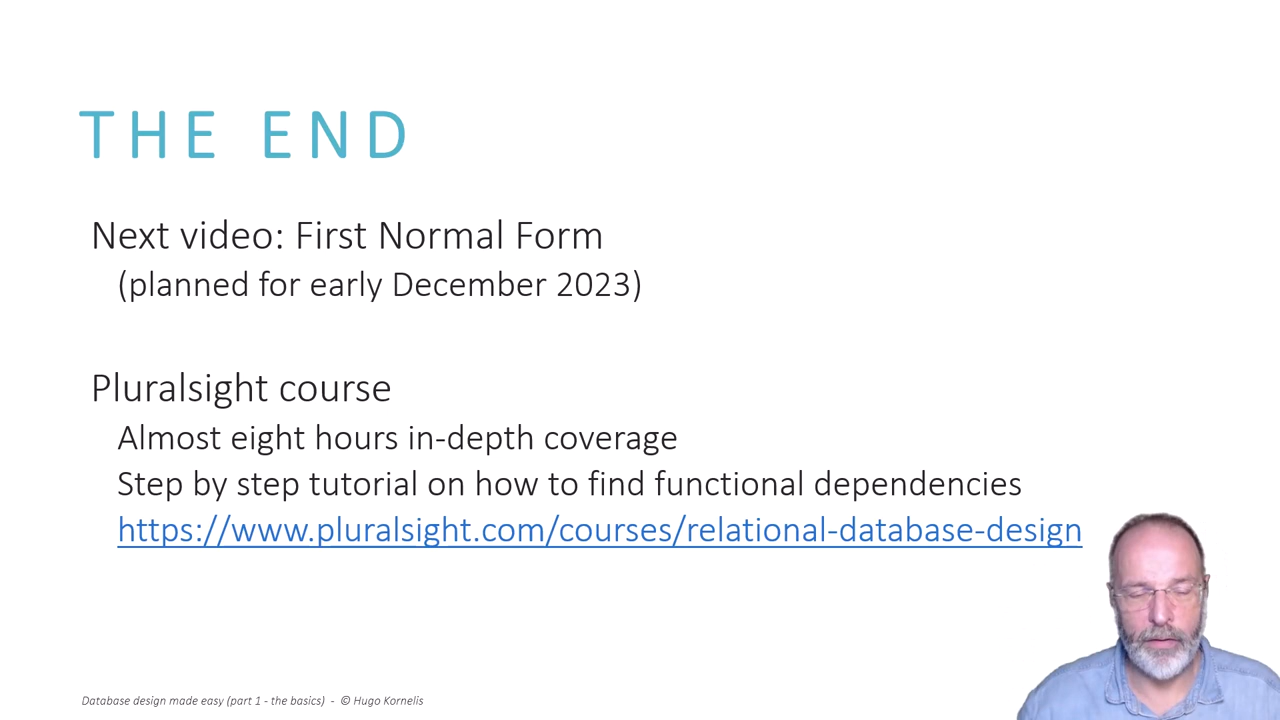 THE END
Next video: First Normal Form
(planned for early December 2023)
Pluralsight course
Almost eight hours in-depth coverage
Step by step tutorial on how to find functional dependencies
https://www.pluralsight.com/courses/relational-database-design
Database design made easy (part 1 - the basics) - © Hugo Kornelis